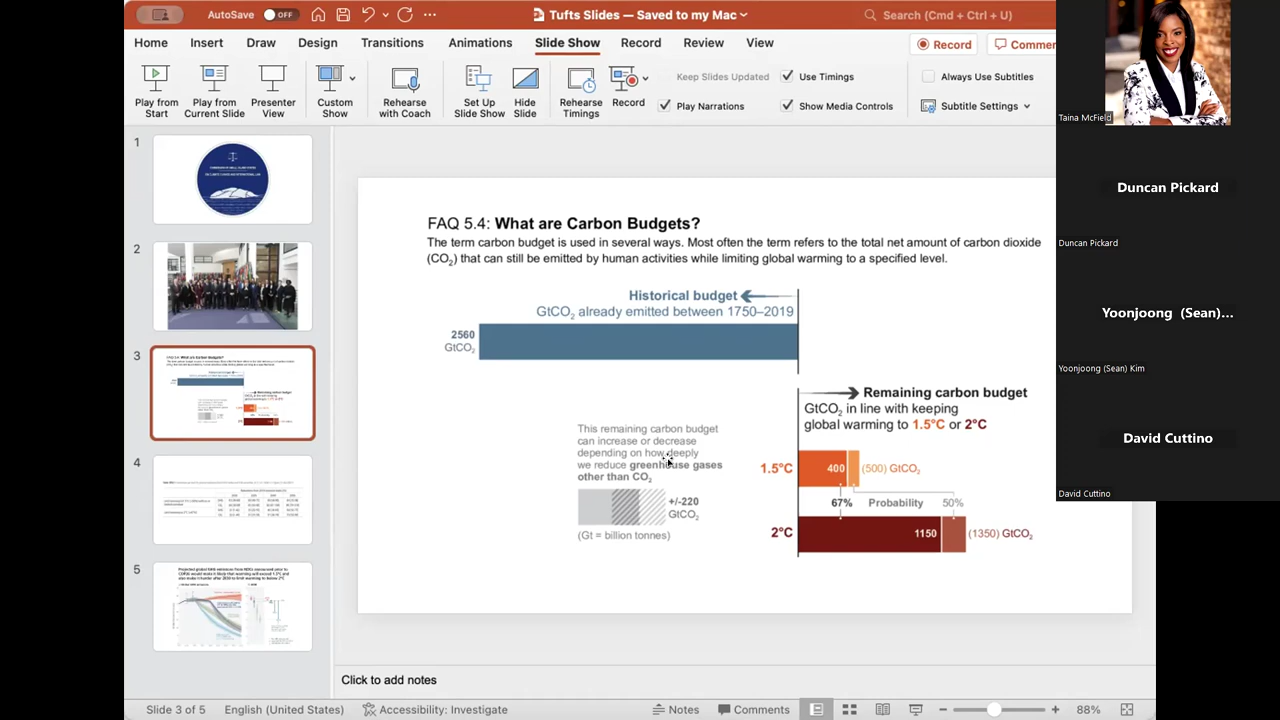 AutoSave OFF
Tufts Slides — Saved to my Mac
Search (Cmd + Ctrl + U)
Home Insert Draw Design Transitions Animations Slide Show Record Review View
Record Commer
Play from Start
Play from Current Slide
Presenter View
Custom Show
Rehearse with Coach
Set Up Slide Show
Hide Slide
Rehearse Timings
Record
Keep Slides Updated
Use Timings
Play Narrations
Show Media Controls
Always Use Subtitles
Subtitle Settings
1
2
3
4
5
FAQ 5.4: What are Carbon Budgets?
The term carbon budget is used in several ways. Most often the term refers to the total net amount of carbon dioxide
(CO₂) that can still be emitted by human activities while limiting global warming to a specified level.
Historical budget
GtCO₂ already emitted between 1750–2019
2560
GtCO₂
Remaining carbon budget
GtCO₂ in line with keeping
global warming to 1.5°C or 2°C
This remaining carbon budget
can increase or decrease
depending on how deeply
we reduce greenhouse gases
other than CO₂
+/-220
GtCO₂
(Gt = billion tonnes)
1.5°C 400 (500) GtCO₂
67% Probability 50%
2°C 1150 (1350) GtCO₂
Click to add notes
Slide 3 of 5 English (United States) Accessibility: Investigate Notes Comments 88%
Taina McField
Duncan Pickard
Duncan Pickard
Yoonjoong (Sean)...
Yoonjoong (Sean) Kim
David Cuttino
David Cuttino